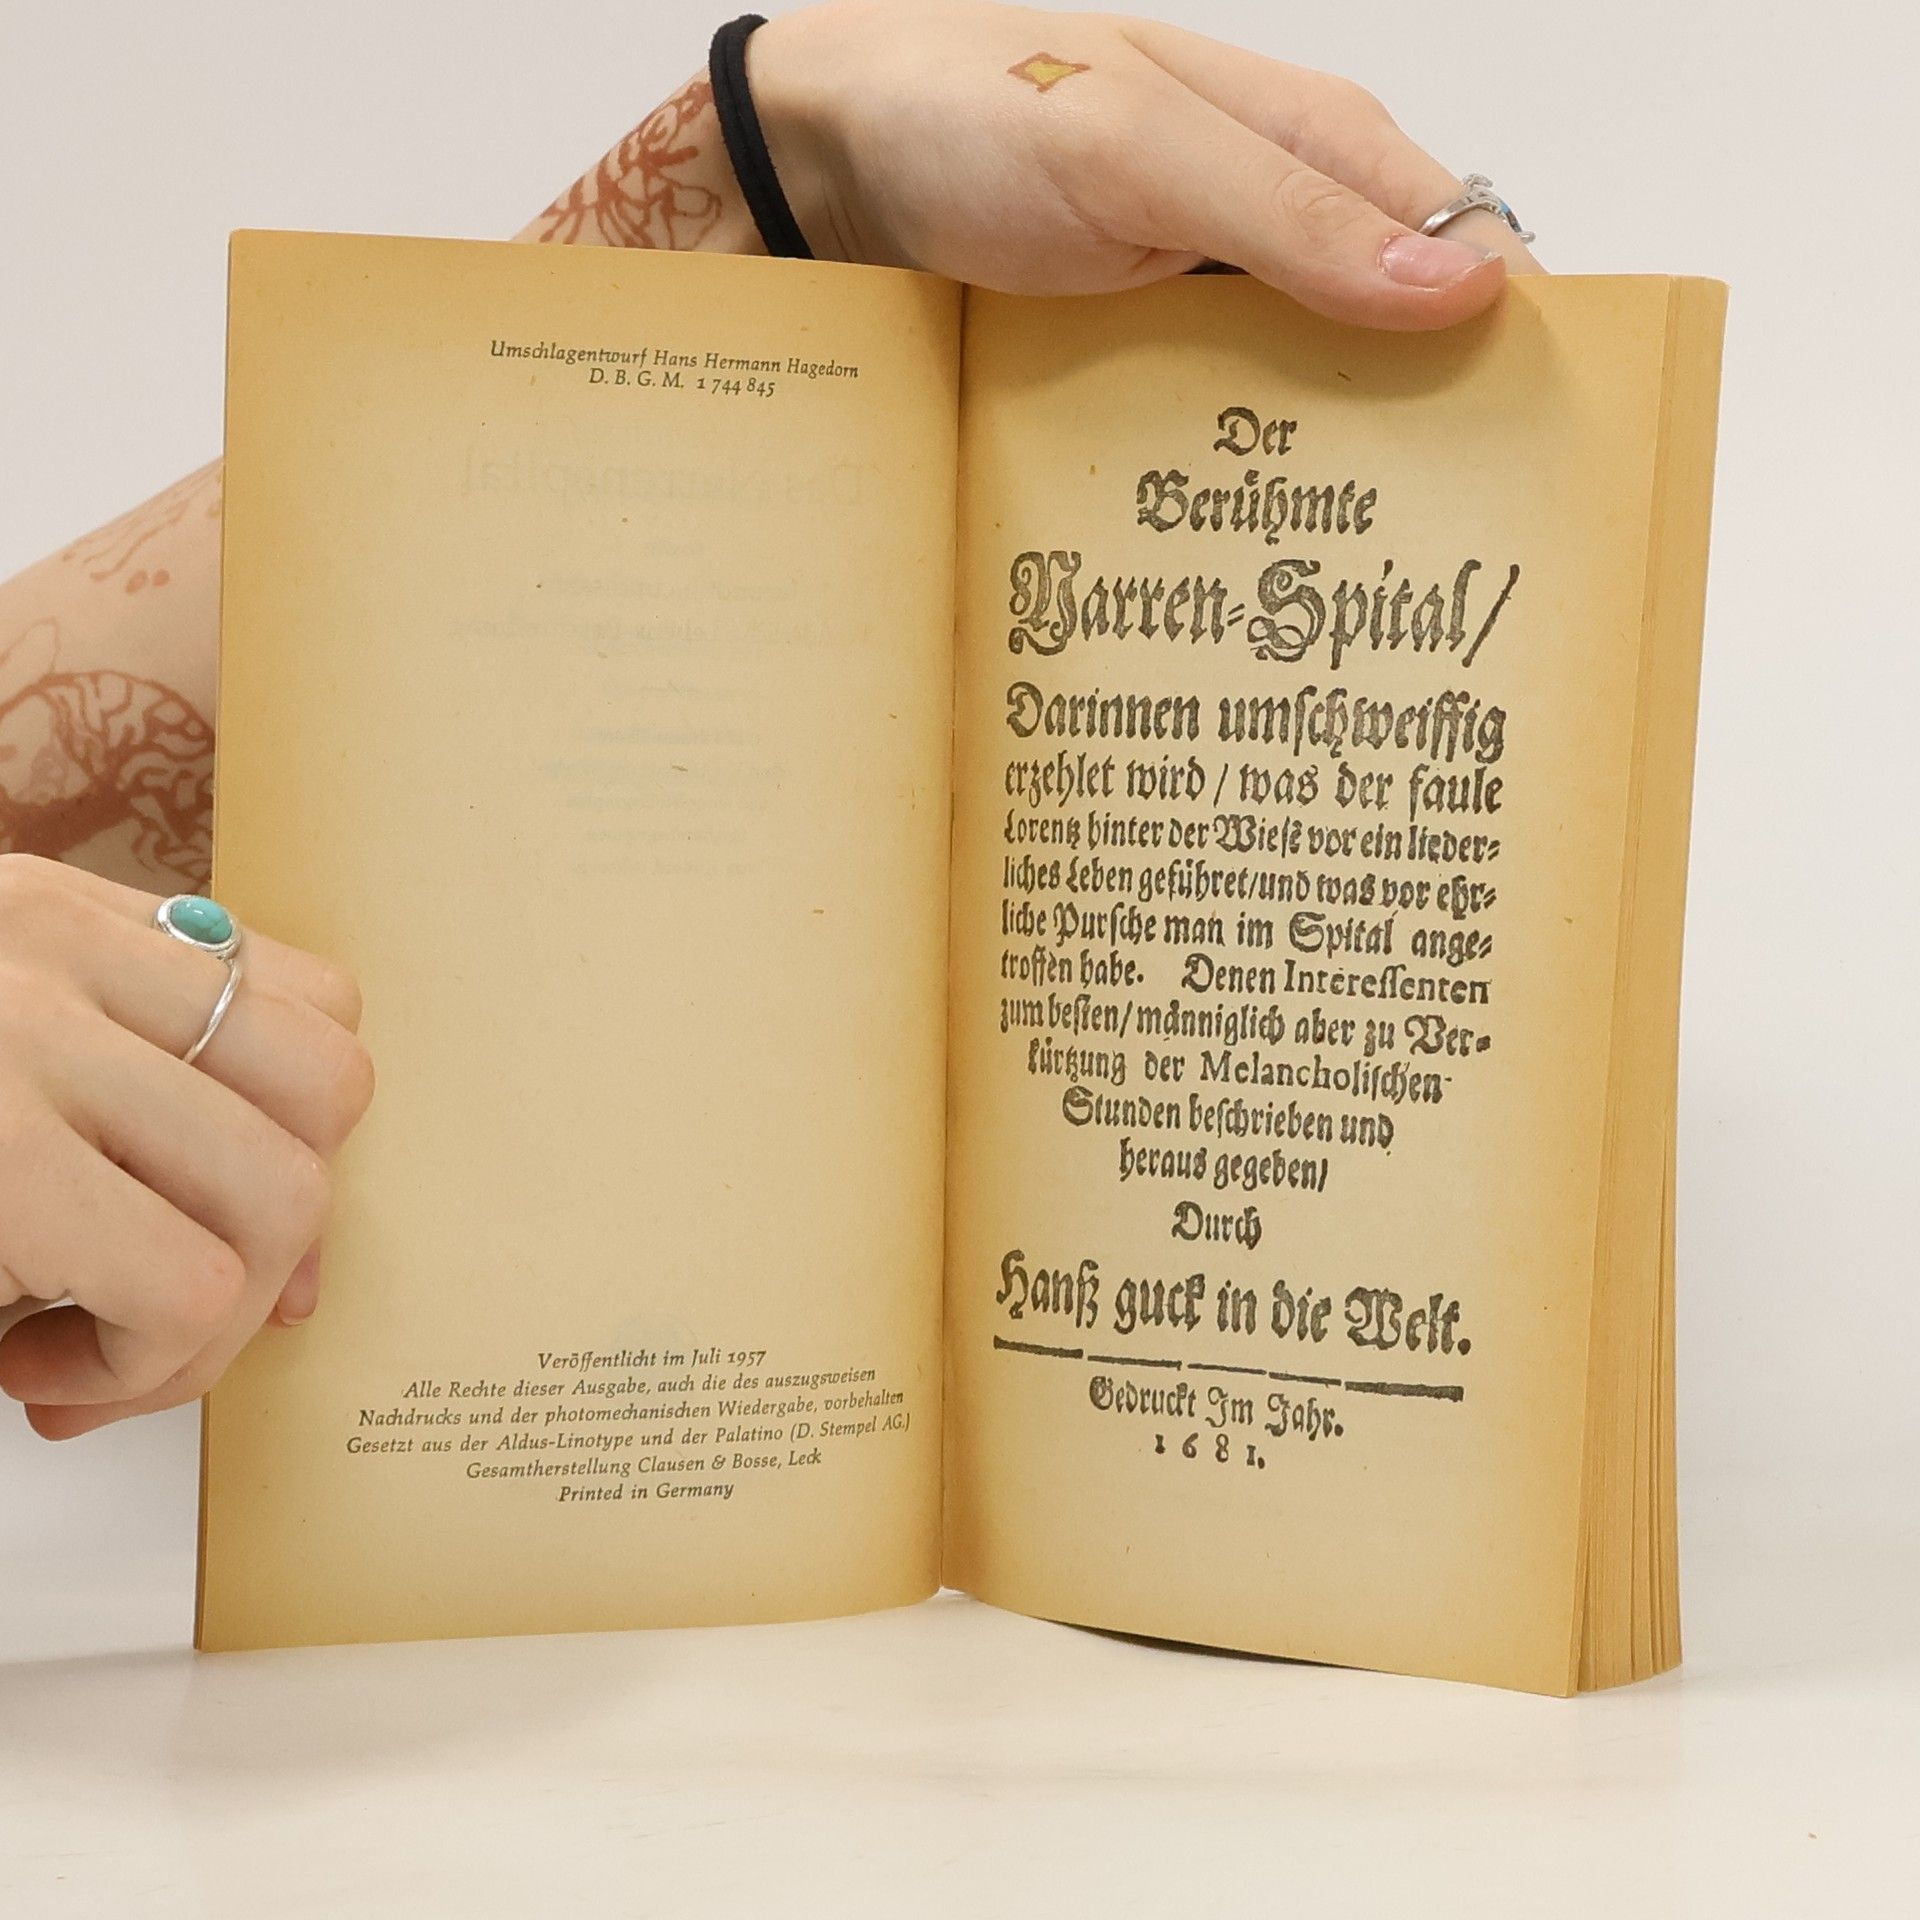 Umschlagentwurf Hans Hermann Hagedorn
D. B. G. M. 1 744 845
Veröffentlicht im Juli 1957
Alle Rechte dieser Ausgabe, auch die des auszugsweisen
Nachdrucks und der photomechanischen Wiedergabe, vorbehalten
Gesetzt aus der Aldus-Linotype und der Palatino (D. Stempel AG.)
Gesamtherstellung Clausen & Bosse, Leck
Printed in Germany
Der
Berühmte
Narren-Spital/
Darinnen umſchweiffig
erzehlet wird / was der faule
Lorentz hinter der Wieſe vor ein lieder-
liches Leben geführet/und was vor ehr-
liche Purſche man im Spital ange-
troffen habe. Denen Intereſſenten
zum beſten/ männiglich aber zu Ver-
kürtzung der Melancholiſchen
Stunden beſchrieben und
heraus gegeben/
Durch
Hanß guck in die Welt.
Gedruckt Im Jahr.
1 6 8 1.